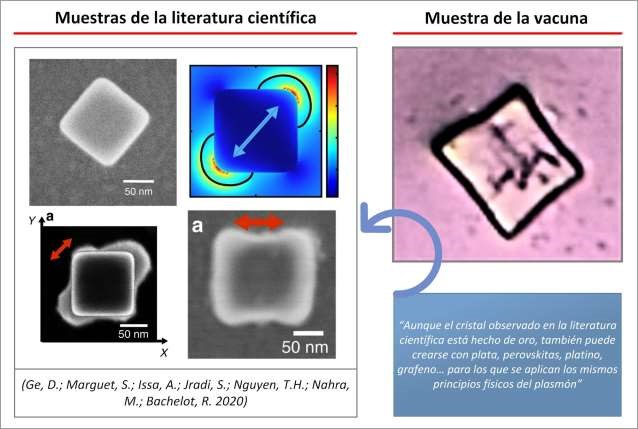 Muestras de la literatura científica
Muestra de la vacuna
50 nm
Y
a
50 nm
X
a
50 nm
(Ge, D.; Marguet, S.; Issa, A.; Jradi, S.; Nguyen, T.H.; Nahra,
M.; Bachelot, R. 2020)
“Aunque el cristal observado en la literatura
científica está hecho de oro, también puede
crearse con plata, perovskitas, platino,
grafeno… para los que se aplican los mismos
principios físicos del plasmón”